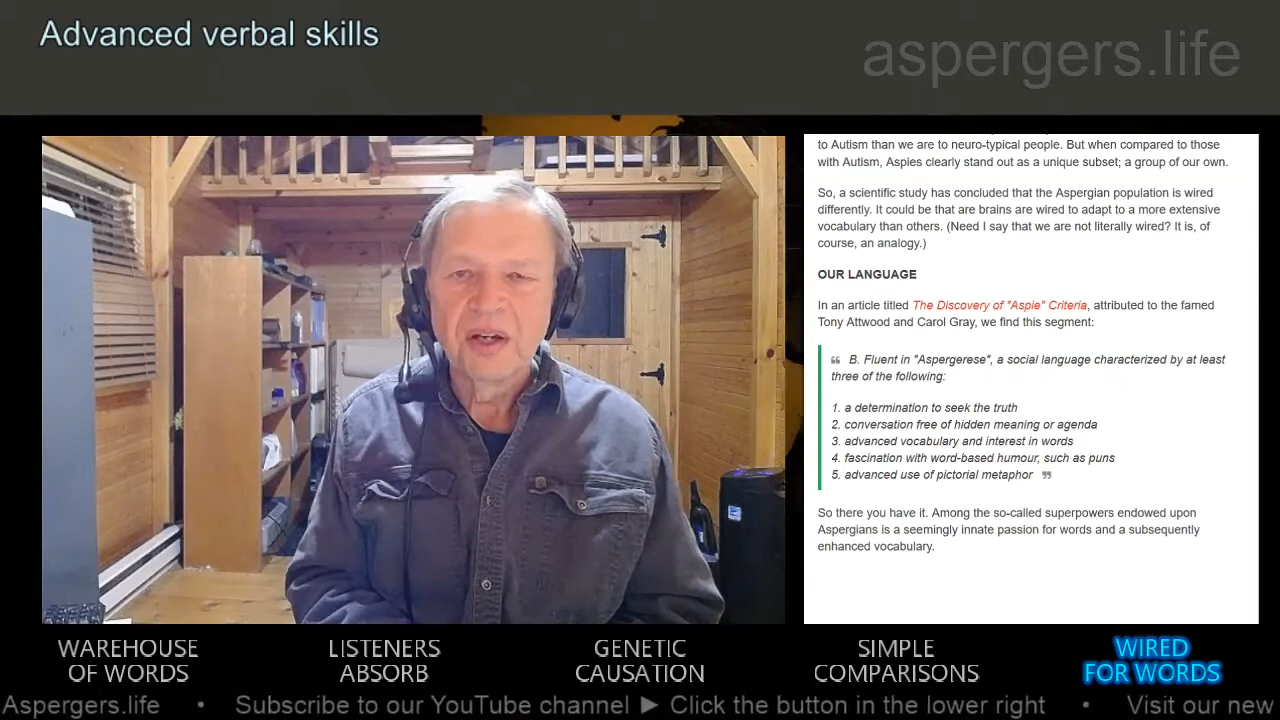 Advanced verbal skills
aspergers.life
to Autism than we are to neuro-typical people. But when compared to those
with Autism, Aspies clearly stand out as a unique subset; a group of our own.
So, a scientific study has concluded that the Aspergian population is wired
differently. It could be that are brains are wired to adapt to a more extensive
vocabulary than others. (Need I say that we are not literally wired? It is, of
course, an analogy.)
OUR LANGUAGE
In an article titled The Discovery of "Aspie" Criteria, attributed to the famed
Tony Attwood and Carol Gray, we find this segment:
❝ B. Fluent in "Aspergerese", a social language characterized by at least
three of the following:
1. a determination to seek the truth
2. conversation free of hidden meaning or agenda
3. advanced vocabulary and interest in words
4. fascination with word-based humour, such as puns
5. advanced use of pictorial metaphor ❞
So there you have it. Among the so-called superpowers endowed upon
Aspergians is a seemingly innate passion for words and a subsequently
enhanced vocabulary.
WAREHOUSE
OF WORDS
LISTENERS
ABSORB
GENETIC
CAUSATION
SIMPLE
COMPARISONS
WIRED
FOR WORDS
Aspergers.life • Subscribe to our YouTube channel ► Click the button in the lower right • Visit our new